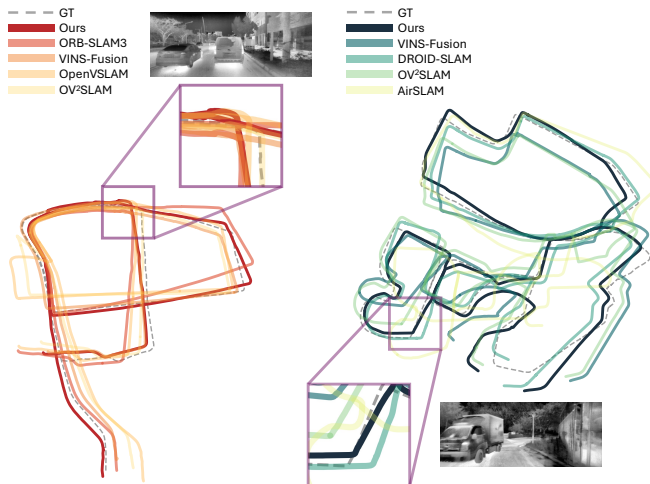 GT
Ours
ORB-SLAM3
VINS-Fusion
OpenVSLAM
OV²SLAM
GT
Ours
VINS-Fusion
DROID-SLAM
OV²SLAM
AirSLAM